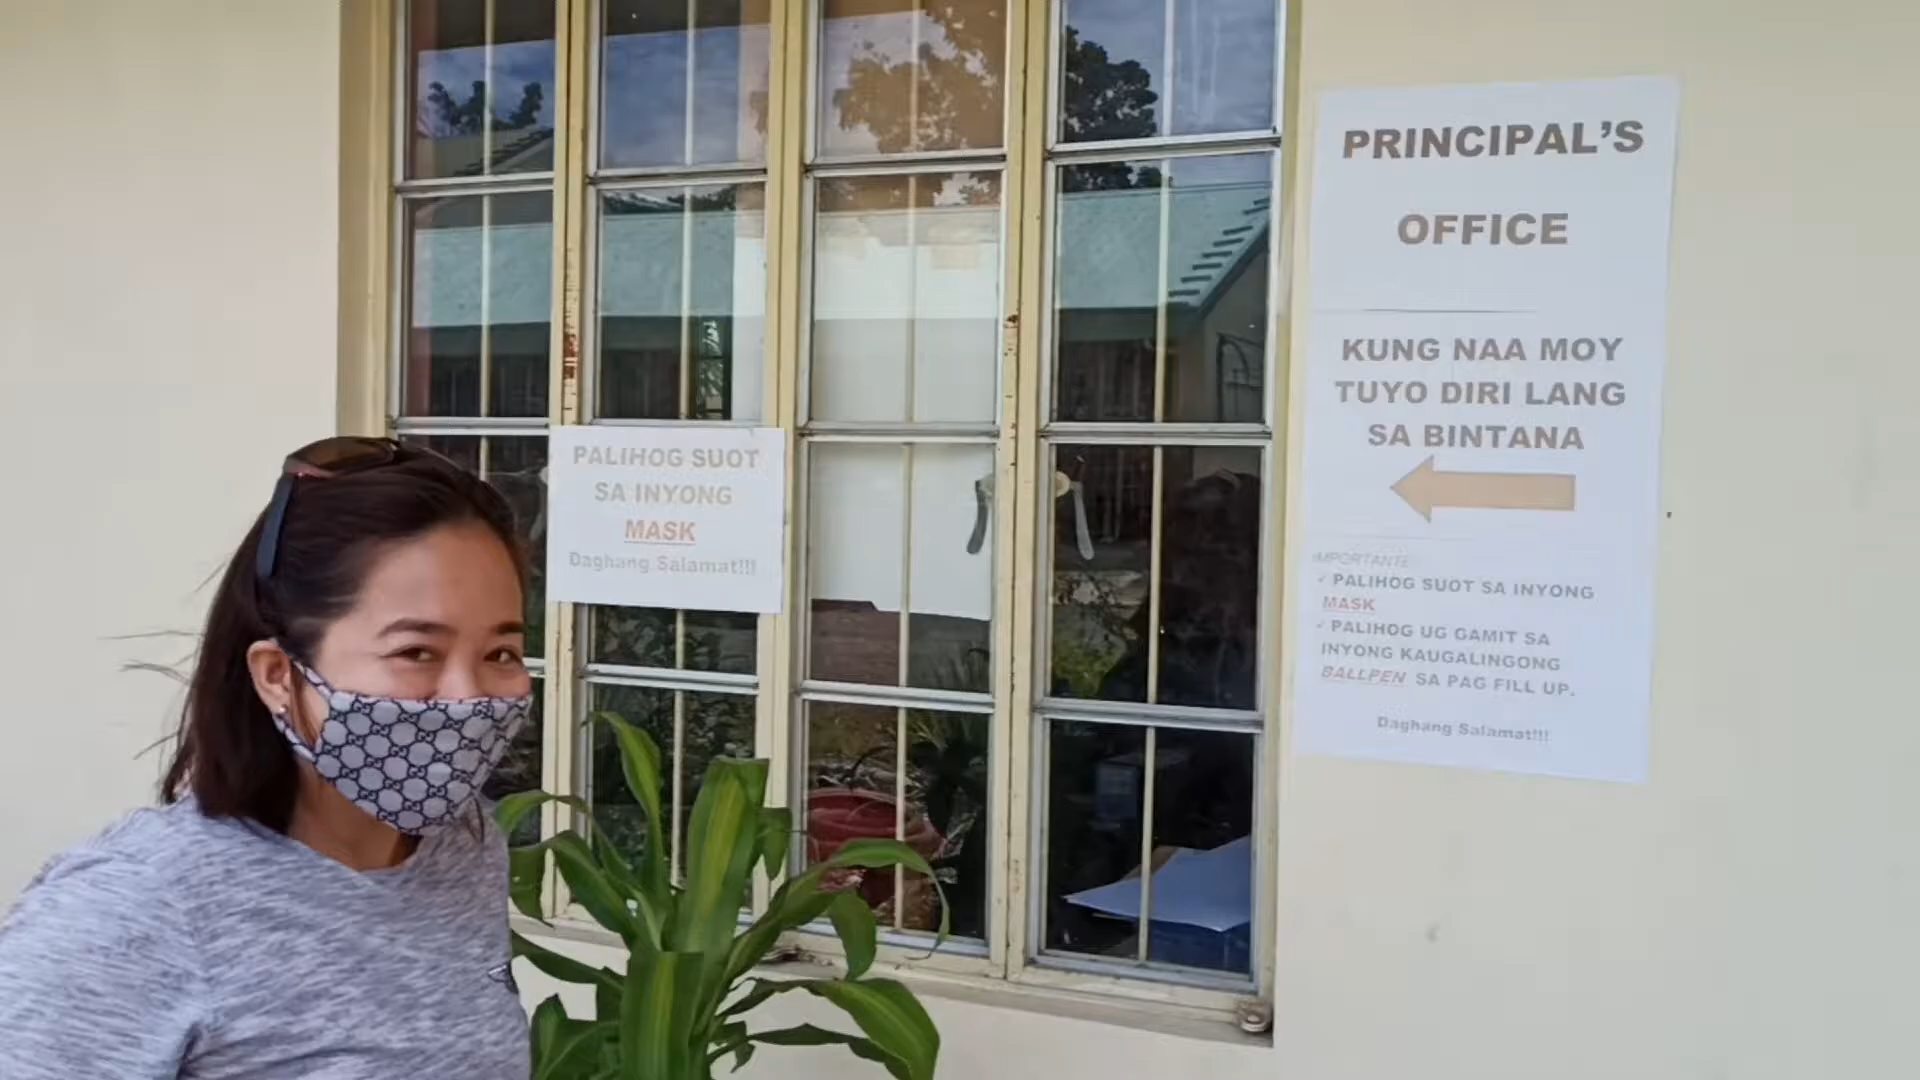 PALIHOG SUOT
SA INYONG
MASK
Daghang Salamat!!!
PRINCIPAL'S
OFFICE
KUNG NAA MOY
TUYO DIRI LANG
SA BINTANA
IMPORTANTE:
✓ PALIHOG SUOT SA INYONG
MASK
✓ PALIHOG UG GAMIT SA
INYONG KAUGALINGONG
BALLPEN SA PAG FILL UP.
Daghang Salamat!!!